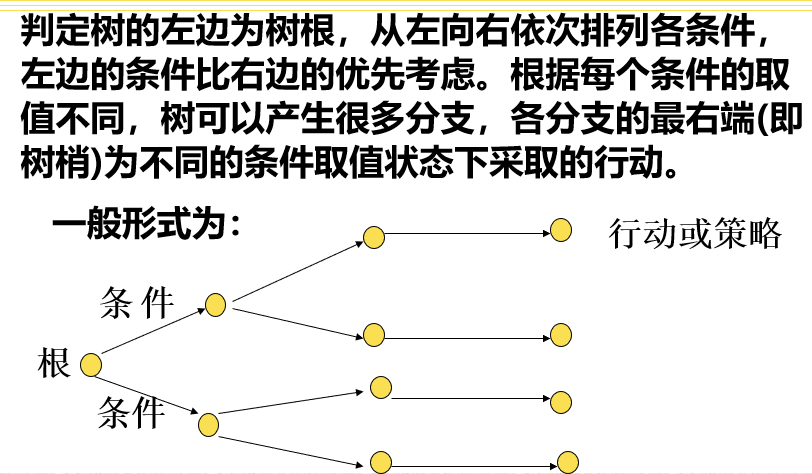 判定树的左边为树根，从左向右依次排列各条件，
左边的条件比右边的优先考虑。根据每个条件的取
值不同，树可以产生很多分支，各分支的最右端(即
树梢)为不同的条件取值状态下采取的行动。
一般形式为：
行动或策略
条 件
根
条件